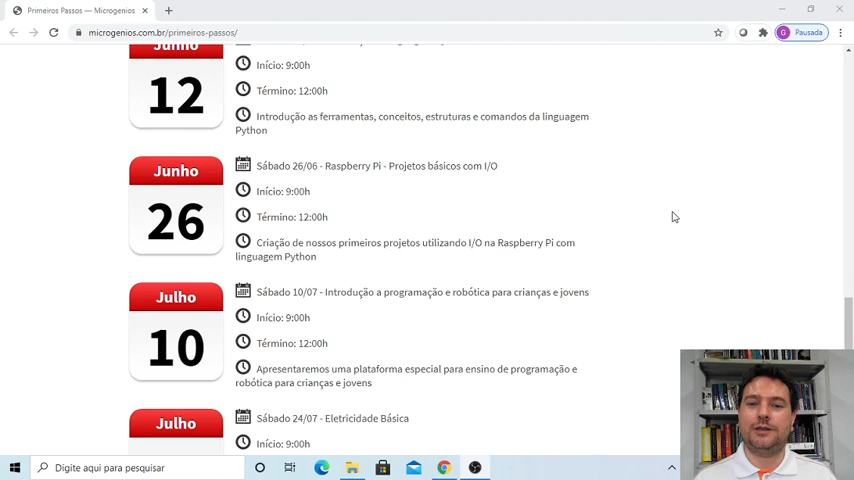 Primeiros Passos — Microgenios
microgenios.com.br/primeiros-passos/
G Pausada
Junho
12
Início: 9:00h
Término: 12:00h
Introdução as ferramentas, conceitos, estruturas e comandos da linguagem
Python
Junho
26
Sábado 26/06 - Raspberry Pi - Projetos básicos com I/O
Início: 9:00h
Término: 12:00h
Criação de nossos primeiros projetos utilizando I/O na Raspberry Pi com
linguagem Python
Julho
10
Sábado 10/07 - Introdução a programação e robótica para crianças e jovens
Início: 9:00h
Término: 12:00h
Apresentaremos uma plataforma especial para ensino de programação e
robótica para crianças e jovens
Julho
Sábado 24/07 - Eletricidade Básica
Início: 9:00h
Digite aqui para pesquisar